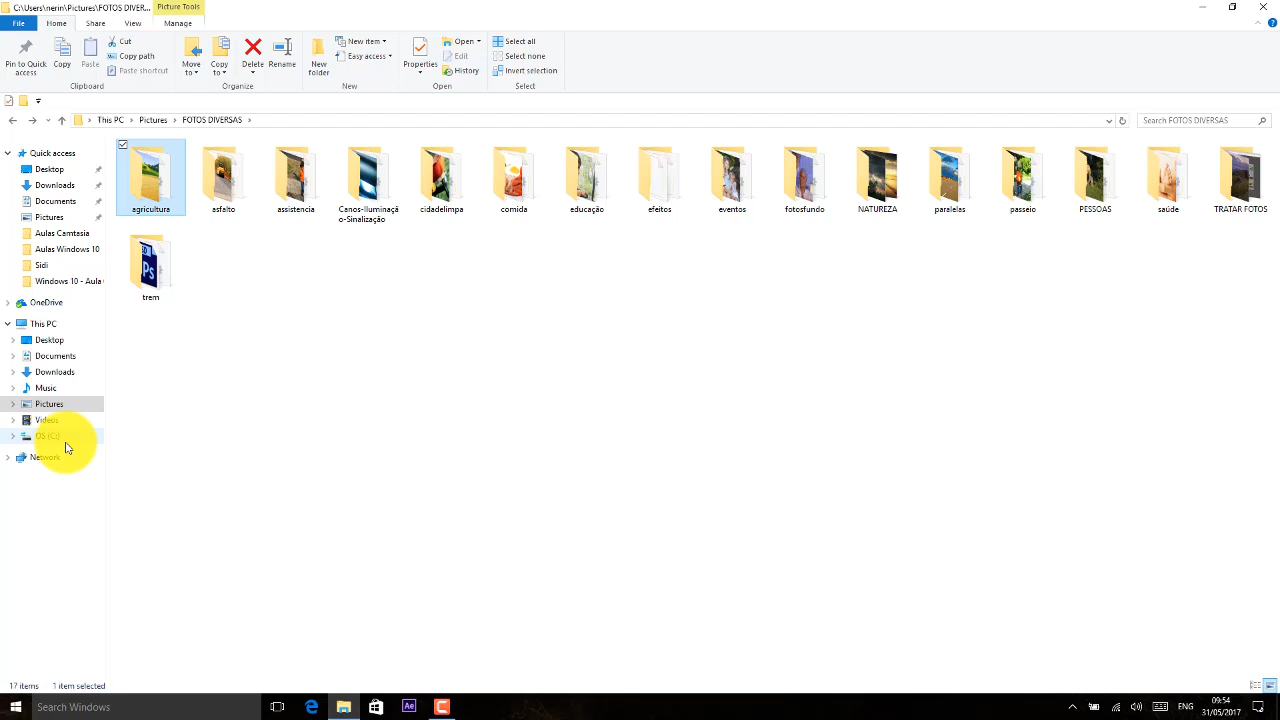 C:\Users\nerin\Pictures\FOTOS DIVER...
Picture Tools
File
Home
Share
View
Manage
Pin to Quick access
Copy
Paste
Cut
Copy path
Paste shortcut
Move to
Copy to
Delete
Rename
New folder
New item
Easy access
Properties
Open
Edit
History
Select all
Select none
Invert selection
Clipboard
Organize
New
Open
Select
This PC
Pictures
FOTOS DIVERSAS
Search FOTOS DIVERSAS
Quick access
Desktop
Downloads
Documents
Pictures
Aulas Camtasia
Aulas Windows 10
Sidi
Windows 10 - Aula
OneDrive
This PC
Desktop
Documents
Downloads
Music
Pictures
Videos
OS (C:)
Network
agricultura
asfalto
assistencia
Canos-Iluminaçã
o-Sinalização
cidadelimpa
comida
educação
efeitos
eventos
fotosfundo
NATUREZA
paralelas
passeio
PESSOAS
saúde
TRATAR FOTOS
Ps
trem
17 items
1 item selected
Search Windows
Ae
ENG
09:54
31/05/2017